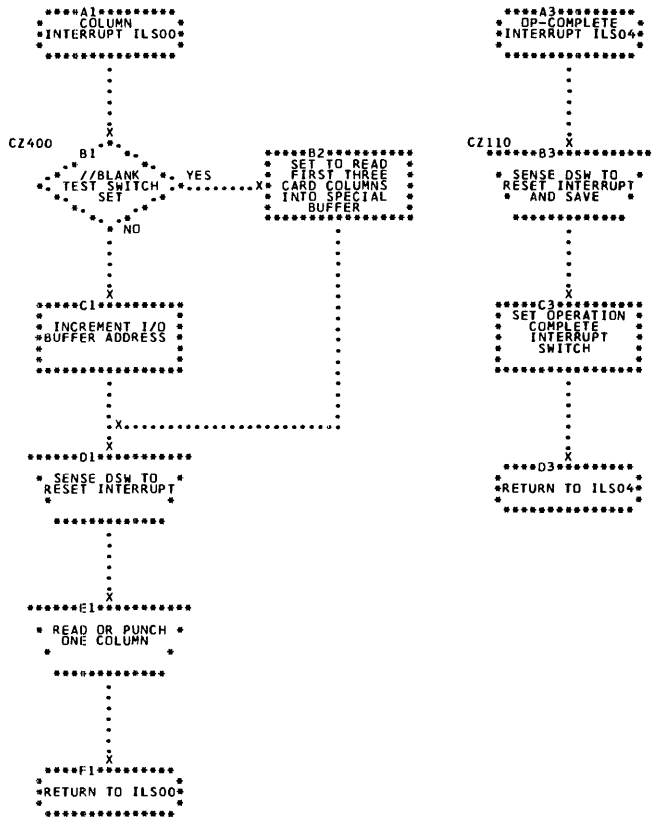 A1
COLUMN
INTERRUPT ILS00
CZ400
B1
//BLANK
TEST SWITCH
SET
YES
NO
B2
SET TO READ
FIRST THREE
CARD COLUMNS
INTO SPECIAL
BUFFER
C1
INCREMENT I/O
BUFFER ADDRESS
D1
SENSE DSW TO
RESET INTERRUPT
E1
READ OR PUNCH
ONE COLUMN
F1
RETURN TO ILS00
A3
OP-COMPLETE
INTERRUPT ILS04
CZ110
B3
SENSE DSW TO
RESET INTERRUPT
AND SAVE
C3
SET OPERATION
COMPLETE
INTERRUPT
SWITCH
D3
RETURN TO ILS04